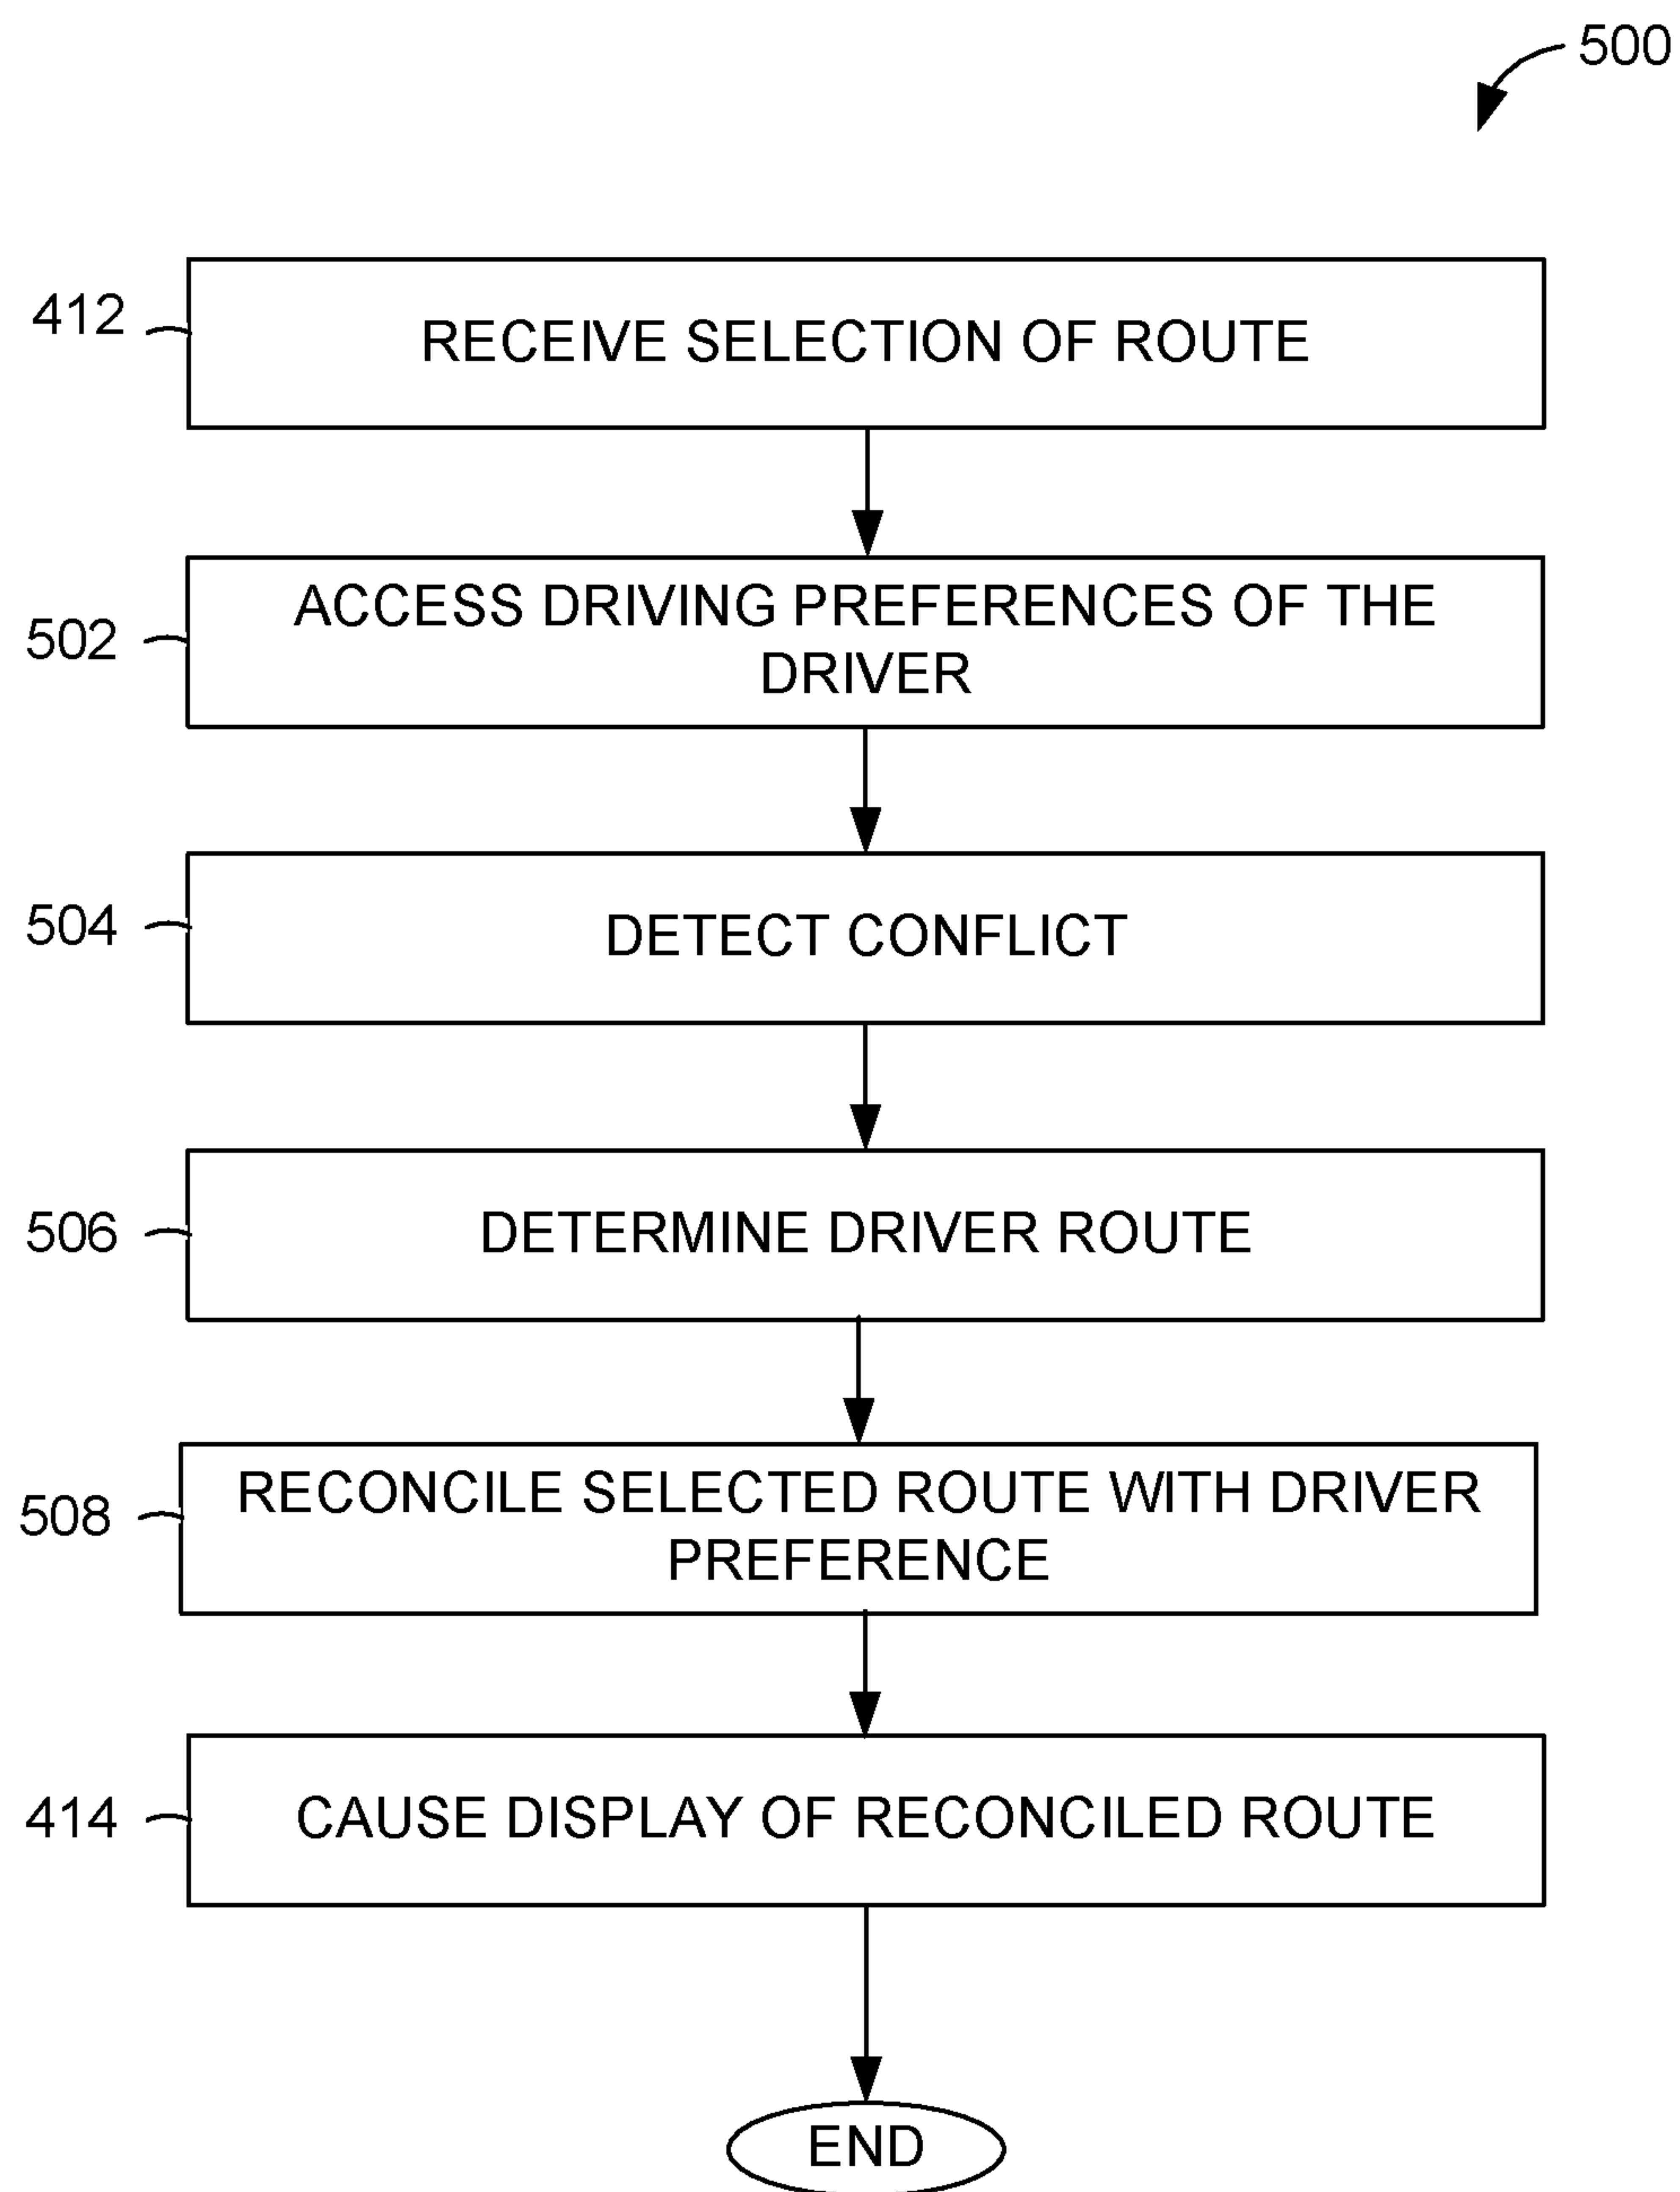 500
412
RECEIVE SELECTION OF ROUTE
502
ACCESS DRIVING PREFERENCES OF THE
DRIVER
504
DETECT CONFLICT
506
DETERMINE DRIVER ROUTE
508
RECONCILE SELECTED ROUTE WITH DRIVER
PREFERENCE
414
CAUSE DISPLAY OF RECONCILED ROUTE
END